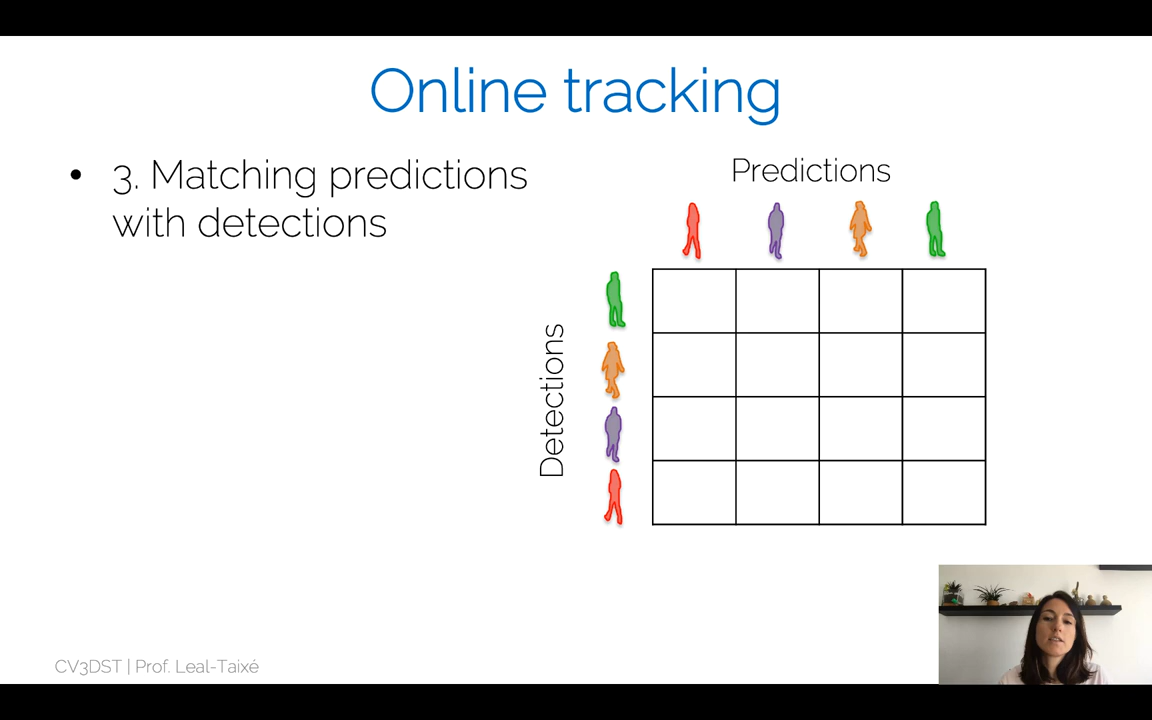 Online tracking
• 3. Matching predictions
with detections
Predictions
Detections
CV3DST | Prof. Leal-Taixé